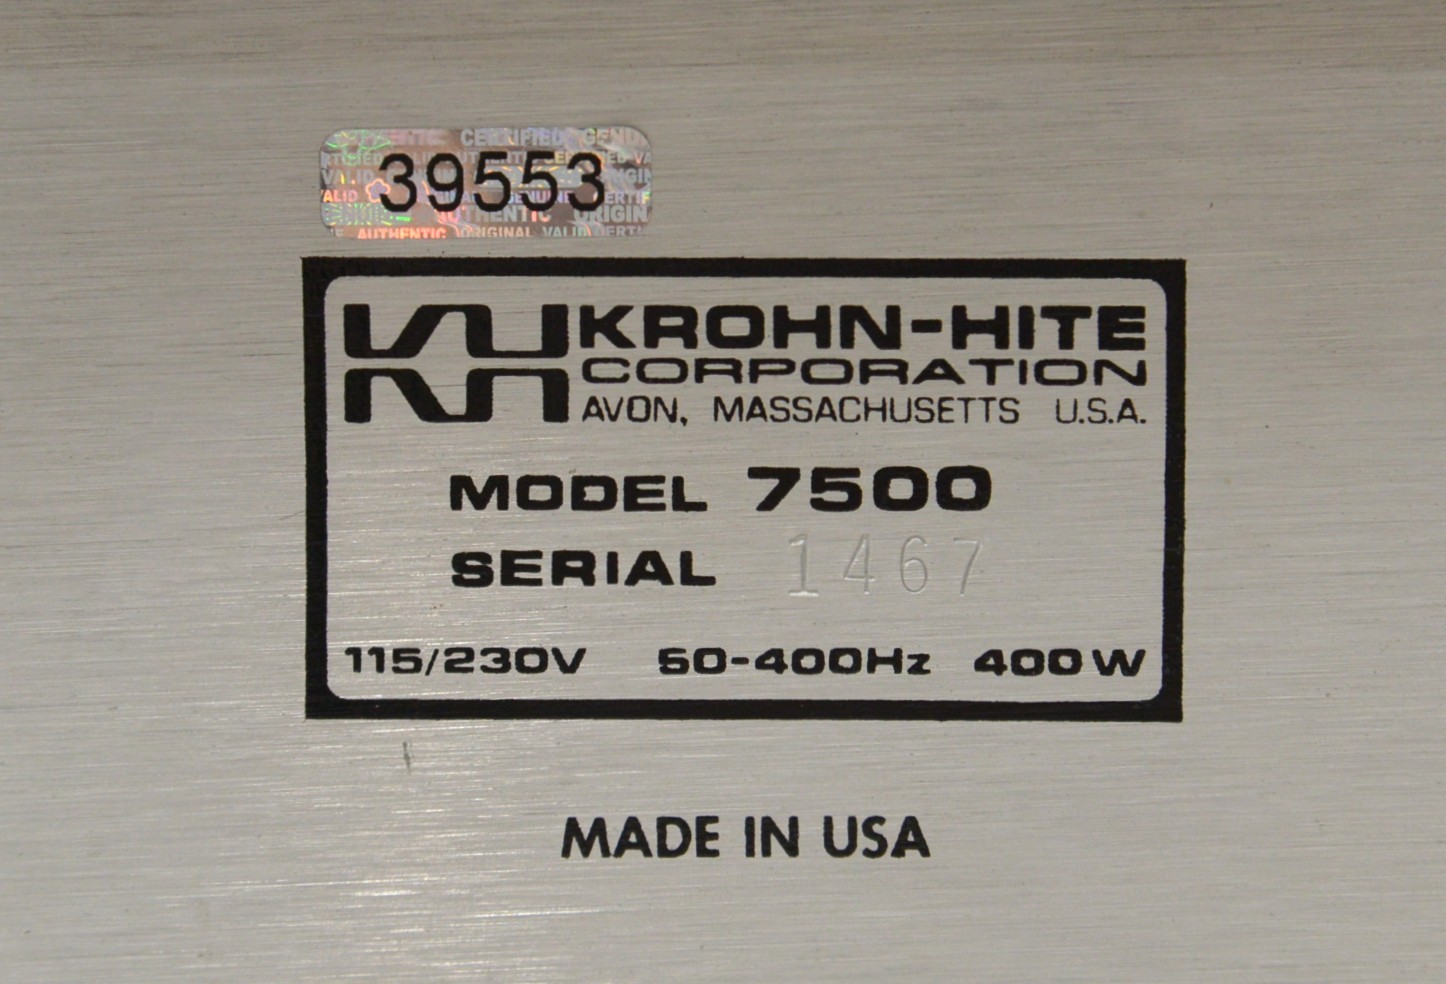 39553
KROHN-HITE
CORPORATION
AVON, MASSACHUSETTS U.S.A.
MODEL 7500
SERIAL 1467
115/230V 50-400Hz 400W
MADE IN USA